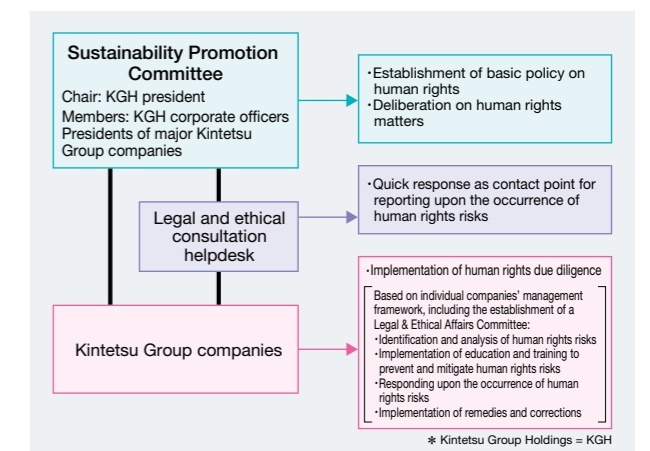 Sustainability Promotion
Committee
Chair: KGH president
Members: KGH corporate officers
Presidents of major Kintetsu
Group companies
・Establishment of basic policy on
human rights
・Deliberation on human rights
matters
Legal and ethical
consultation
helpdesk
・Quick response as contact point for
reporting upon the occurrence of
human rights risks
Kintetsu Group companies
・Implementation of human rights due diligence
Based on individual companies' management
framework, including the establishment of a
Legal & Ethical Affairs Committee:
・Identification and analysis of human rights risks
・Implementation of education and training to
prevent and mitigate human rights risks
・Responding upon the occurrence of human
rights risks
・Implementation of remedies and corrections
* Kintetsu Group Holdings = KGH